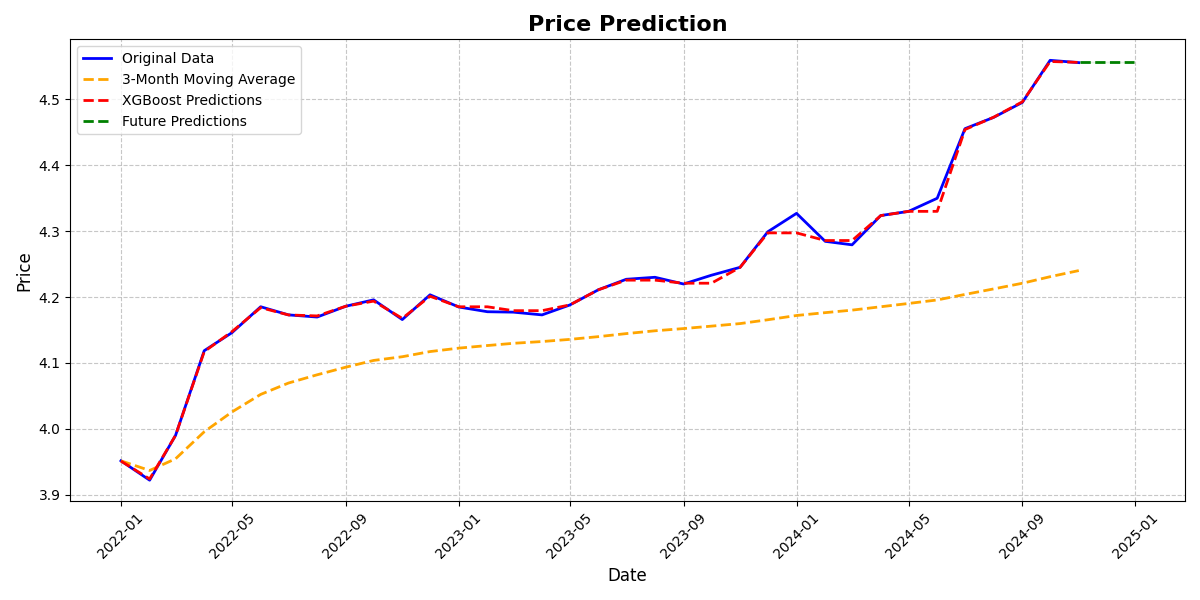 Price Prediction
Original Data
3-Month Moving Average
XGBoost Predictions
Future Predictions
Price
4.5
4.4
4.3
4.2
4.1
4.0
3.9
2022-01
2022-05
2022-09
2023-01
2023-05
2023-09
2024-01
2024-05
2024-09
2025-01
Date